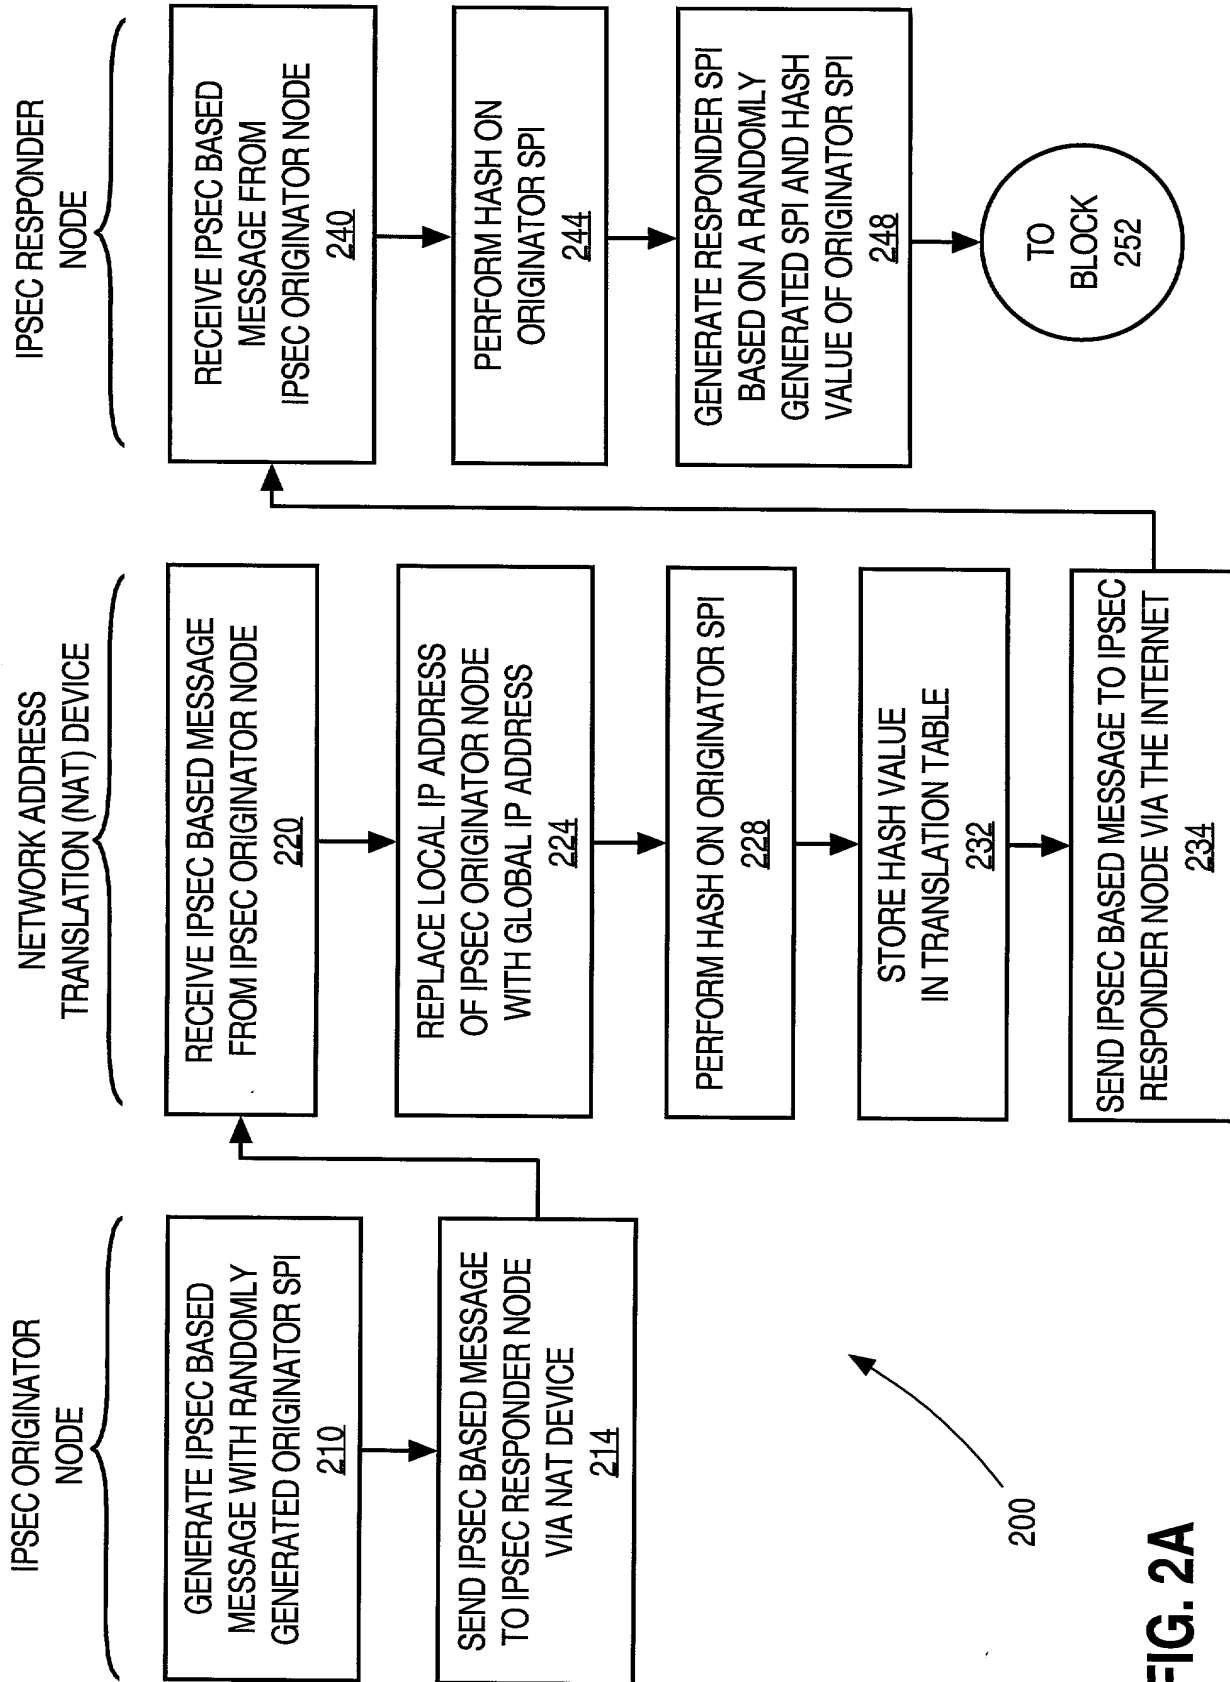 IPSEC ORIGINATOR
NODE
GENERATE IPSEC BASED
MESSAGE WITH RANDOMLY
GENERATED ORIGINATOR SPI
210
SEND IPSEC BASED MESSAGE
TO IPSEC RESPONDER NODE
VIA NAT DEVICE
214
NETWORK ADDRESS
TRANSLATION (NAT) DEVICE
RECEIVE IPSEC BASED MESSAGE
FROM IPSEC ORIGINATOR NODE
220
REPLACE LOCAL IP ADDRESS
OF IPSEC ORIGINATOR NODE
WITH GLOBAL IP ADDRESS
224
PERFORM HASH ON ORIGINATOR SPI
228
STORE HASH VALUE
IN TRANSLATION TABLE
232
SEND IPSEC BASED MESSAGE TO IPSEC
RESPONDER NODE VIA THE INTERNET
234
IPSEC RESPONDER
NODE
RECEIVE IPSEC BASED
MESSAGE FROM
IPSEC ORIGINATOR NODE
240
PERFORM HASH ON
ORIGINATOR SPI
244
GENERATE RESPONDER SPI
BASED ON A RANDOMLY
GENERATED SPI AND HASH
VALUE OF ORIGINATOR SPI
248
TO
BLOCK
252
200
FIG. 2A